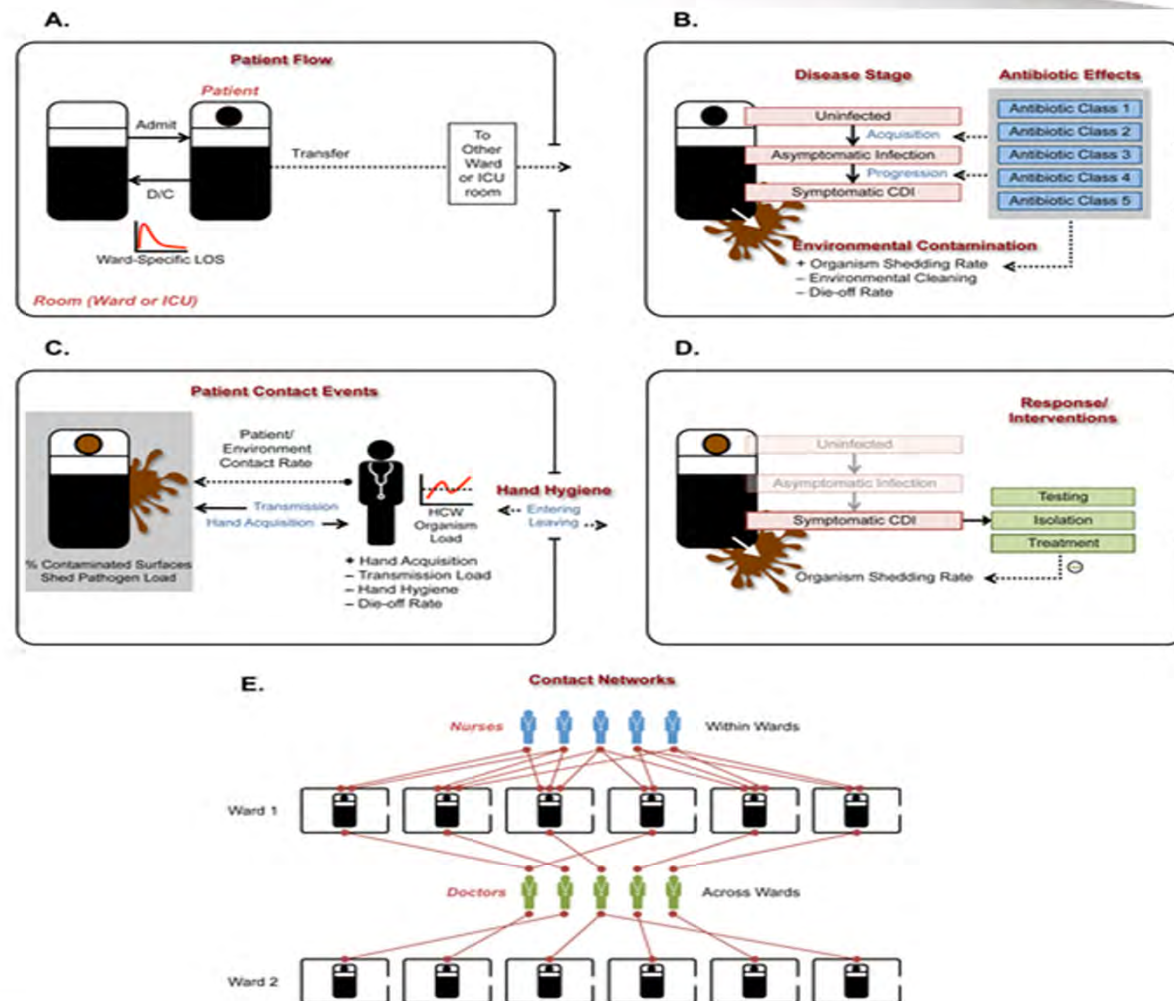 A.
Patient Flow
Patient
Admit
Transfer
To
Other
Ward
or ICU
room
D/C
Ward-Specific LOS
Room (Ward or ICU)
B.
Disease Stage
Antibiotic Effects
Uninfected
Acquisition
Asymptomatic Infection
Progression
Symptomatic CDI
Antibiotic Class 1
Antibiotic Class 2
Antibiotic Class 3
Antibiotic Class 4
Antibiotic Class 5
Environmental Contamination
+ Organism Shedding Rate
– Environmental Cleaning
– Die-off Rate
C.
Patient Contact Events
Patient/
Environment
Contact Rate
Transmission
Hand Acquisition
% Contaminated Surfaces
Shed Pathogen Load
HCW
Organism
Load
+ Hand Acquisition
– Transmission Load
– Hand Hygiene
– Die-off Rate
Hand Hygiene
Entering
Leaving
D.
Response/
Interventions
Uninfected
Asymptomatic Infection
Symptomatic CDI
Testing
Isolation
Treatment
Organism Shedding Rate
E.
Contact Networks
Nurses
Within Wards
Ward 1
Doctors
Across Wards
Ward 2